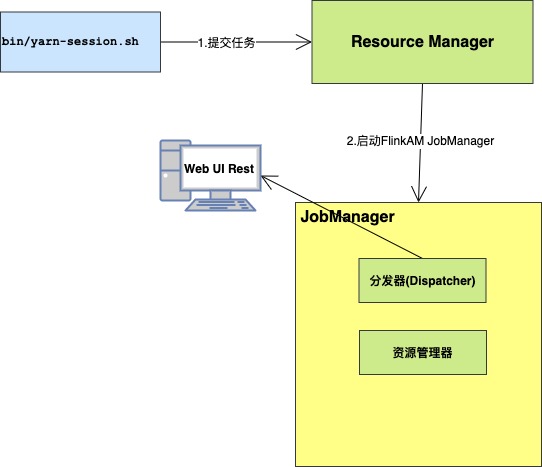 bin/yarn-session.sh
1.提交任务
Resource Manager
2.启动FlinkAM JobManager
Web UI Rest
JobManager
分发器(Dispatcher)
资源管理器